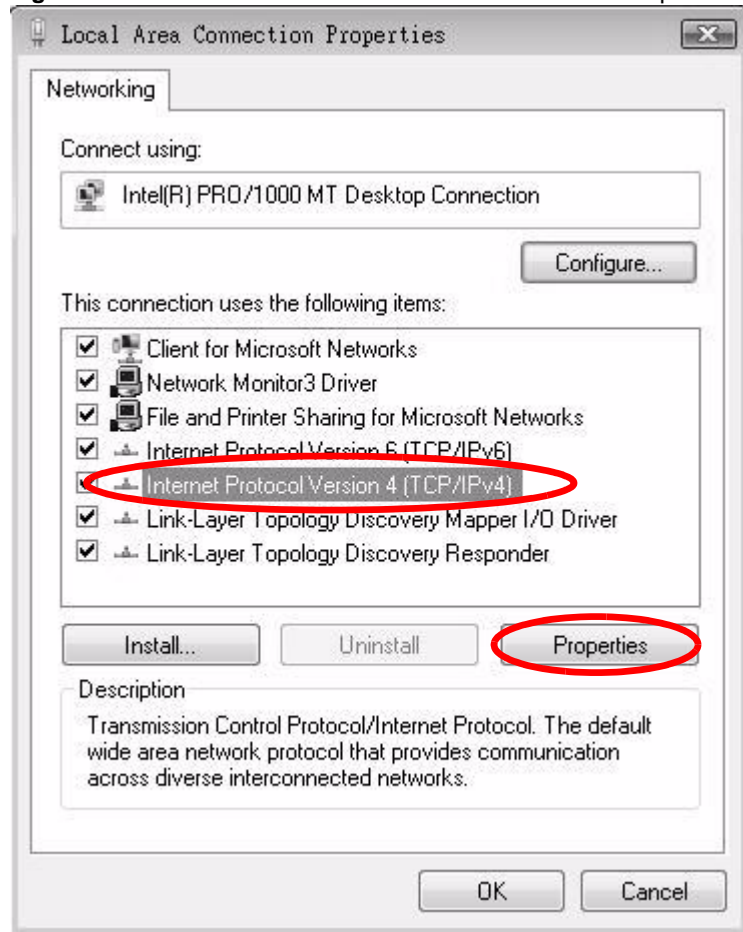 Local Area Connection Properties
Networking
Connect using:
Intel(R) PRO/1000 MT Desktop Connection
Configure...
This connection uses the following items:
Client for Microsoft Networks
Network Monitor3 Driver
File and Printer Sharing for Microsoft Networks
Internet Protocol Version 6 (TCP/IPv6)
Internet Protocol Version 4 (TCP/IPv4)
Link-Layer Topology Discovery Mapper I/O Driver
Link-Layer Topology Discovery Responder
Install...
Uninstall
Properties
Description
Transmission Control Protocol/Internet Protocol. The default
wide area network protocol that provides communication
across diverse interconnected networks.
OK
Cancel